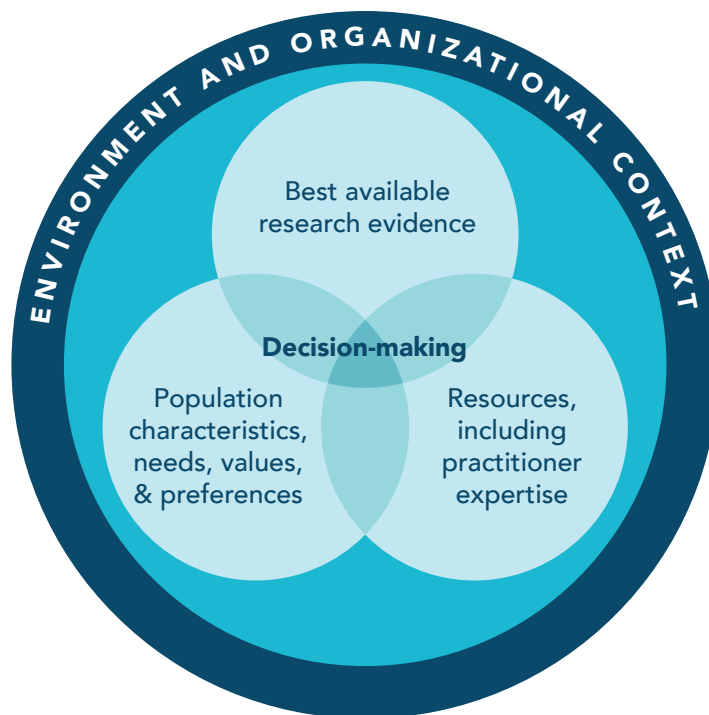 ENVIRONMENT AND ORGANIZATIONAL CONTEXT
Best available
research evidence
Decision-making
Population
characteristics,
needs, values,
& preferences
Resources,
including
practitioner
expertise